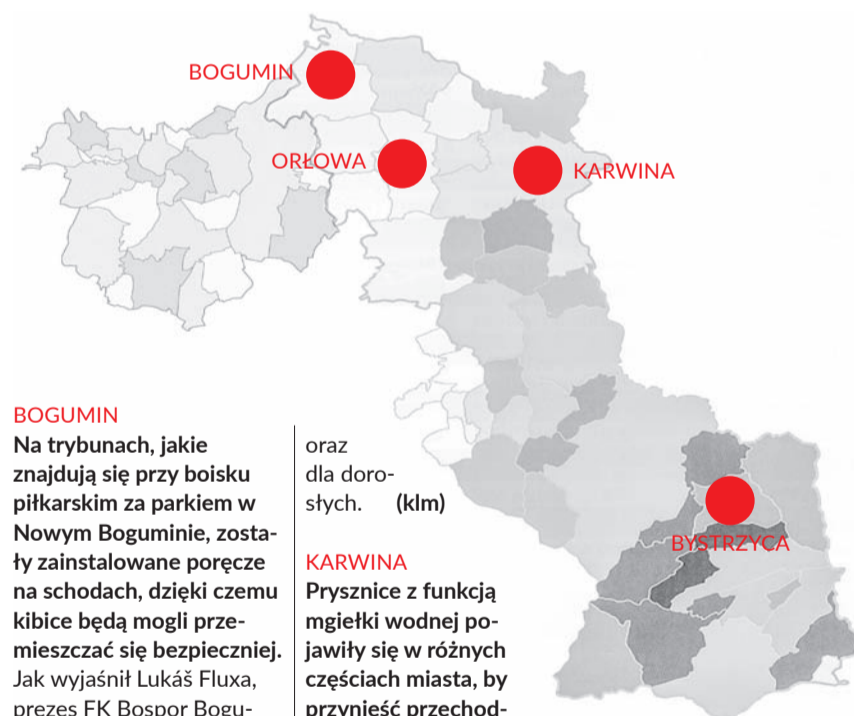 BOGUMIN
ORŁOWA
KARWINA
BYSTRZYCA
BOGUMIN
Na trybunach, jakie
znajdują się przy boisku
piłkarskim za parkiem w
Nowym Boguminie, zosta-
ły zainstalowane poręcze
na schodach, dzięki czemu
kibice będą mogli prze-
mieszczać się bezpieczniej.
Jak wyjaśnił Lukáš Fluxa,
prezes FK Bospor Bogu-
oraz
dla doro-
słych. (klm)
KARWINA
Prysznice z funkcją
mgiełki wodnej po-
jawiły się w różnych
częściach miasta, by
przynieść przechod-